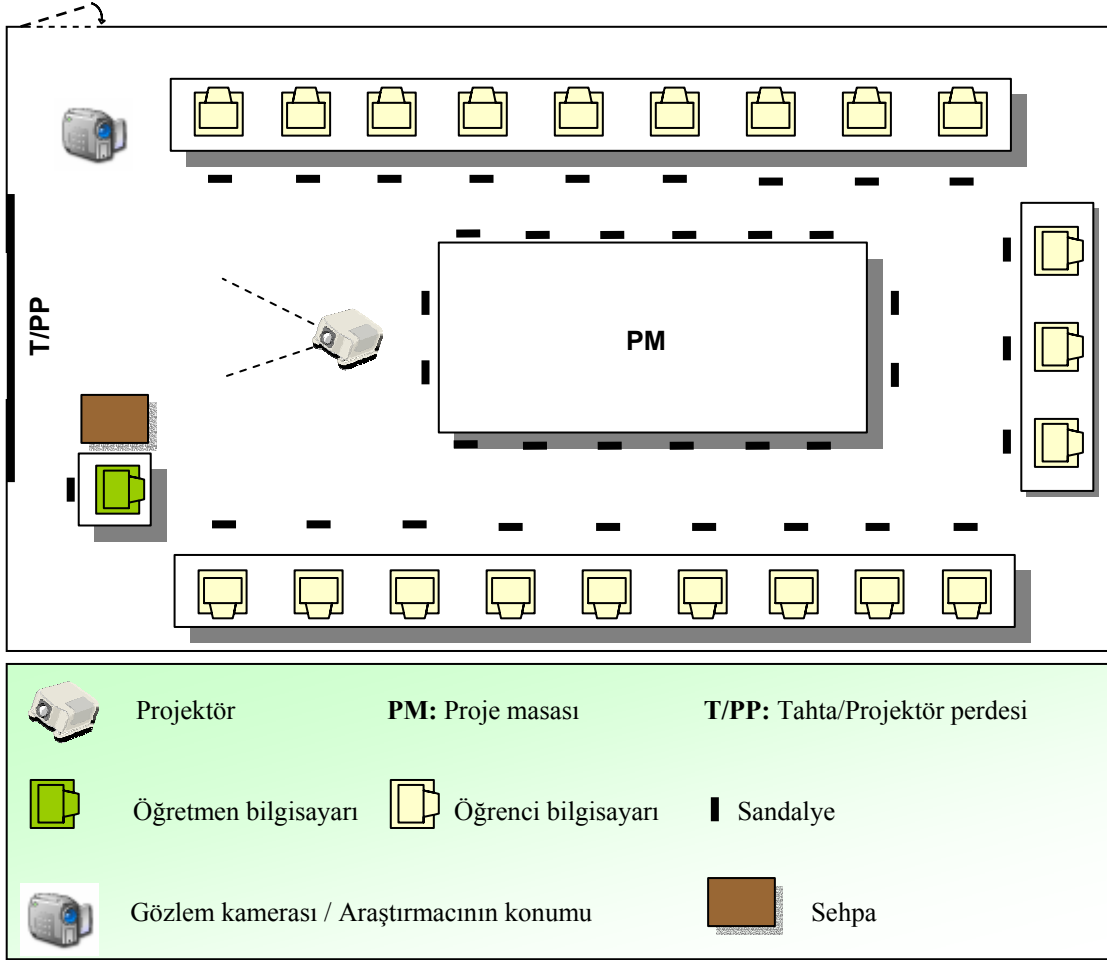 T/PP
PM
Projektör
PM: Proje masası
T/PP: Tahta/Projektör perdesi
Öğretmen bilgisayarı
Öğrenci bilgisayarı
Sandalye
Gözlem kamerası / Araştırmacının konumu
Sehpa